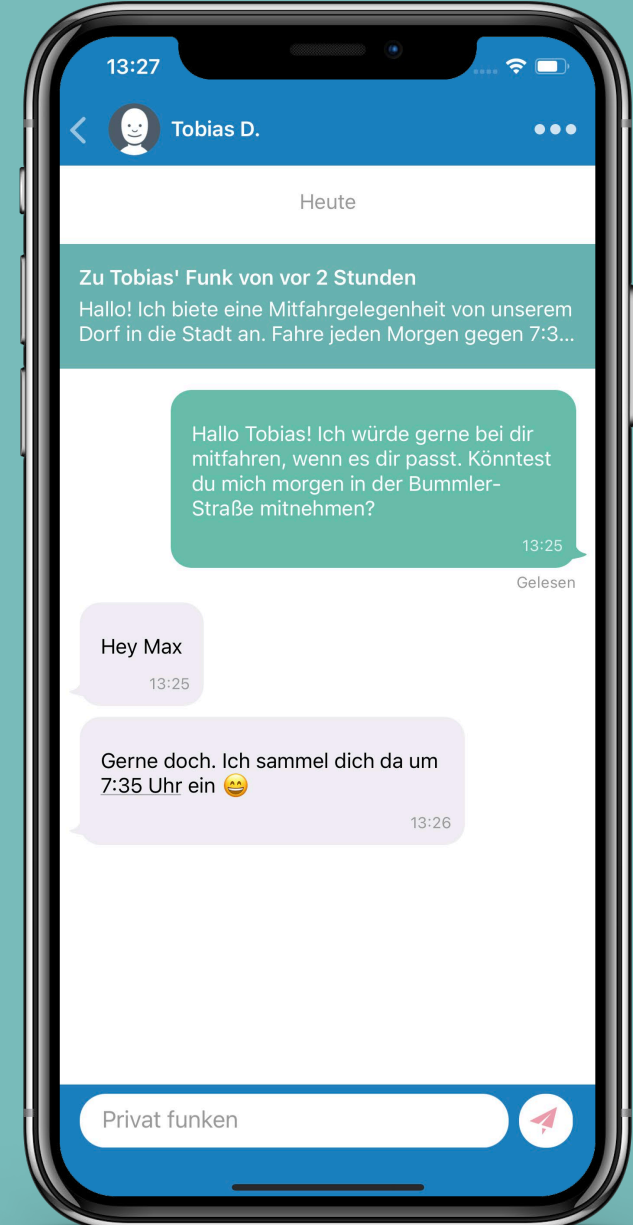 13:27
Tobias D.
Heute
Zu Tobias' Funk von vor 2 Stunden
Hallo! Ich biete eine Mitfahrgelegenheit von unserem
Dorf in die Stadt an. Fahre jeden Morgen gegen 7:3...
Hallo Tobias! Ich würde gerne bei dir
mitfahren, wenn es dir passt. Könntest
du mich morgen in der Bummler-
Straße mitnehmen?
13:25
Gelesen
Hey Max
13:25
Gerne doch. Ich sammel dich da um
7:35 Uhr ein 😄
13:26
Privat funken